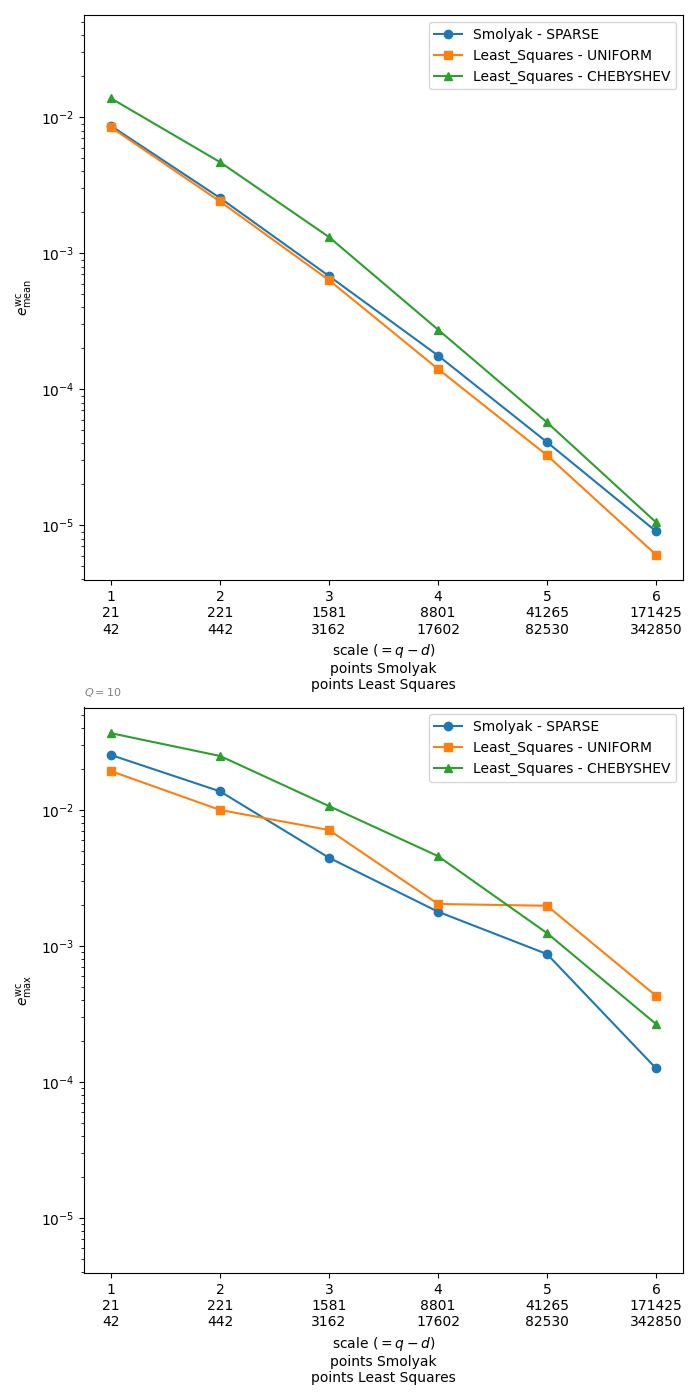 Smolyak - SPARSE
Least_Squares - UNIFORM
Least_Squares - CHEBYSHEV
10⁻²
10⁻³
10⁻⁴
10⁻⁵
e^wc_mean
1 2 3 4 5 6
21 221 1581 8801 41265 171425
42 442 3162 17602 82530 342850
scale (= q − d)
points Smolyak
points Least Squares
Q = 10
Smolyak - SPARSE
Least_Squares - UNIFORM
Least_Squares - CHEBYSHEV
10⁻²
10⁻³
10⁻⁴
10⁻⁵
e^wc_max
1 2 3 4 5 6
21 221 1581 8801 41265 171425
42 442 3162 17602 82530 342850
scale (= q − d)
points Smolyak
points Least Squares